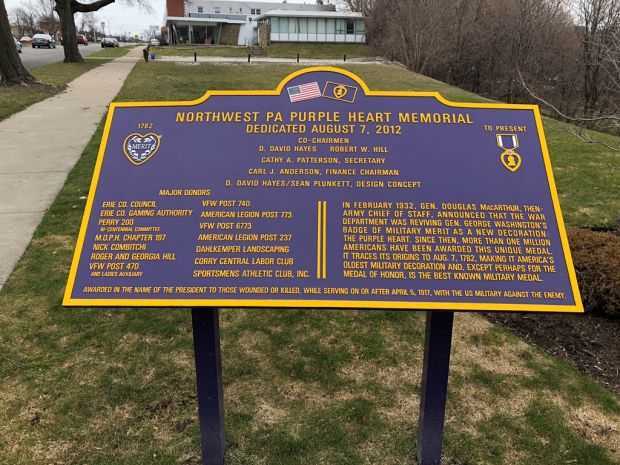 NORTHWEST PA PURPLE HEART MEMORIAL
DEDICATED AUGUST 7, 2012
1782
MERIT
TO PRESENT
CO-CHAIRMEN
D. DAVID HAYES ROBERT W. HILL
CATHY A. PATTERSON, SECRETARY
CARL J. ANDERSON, FINANCE CHAIRMAN
D. DAVID HAYES/SEAN PLUNKETT, DESIGN CONCEPT
MAJOR DONORS
ERIE CO. COUNCIL
ERIE CO. GAMING AUTHORITY
PERRY 200
BI-CENTENNIAL COMMITTEE
M.O.P.H. CHAPTER 197
NICK COMBITCHI
ROGER AND GEORGIA HILL
VFW POST 470
AND LADIES AUXILIARY
VFW POST 740
AMERICAN LEGION POST 773
VFW POST 6773
AMERICAN LEGION POST 237
DAHLKEMPER LANDSCAPING
CORRY CENTRAL LABOR CLUB
SPORTSMENS ATHLETIC CLUB, INC.
IN FEBRUARY 1932, GEN. DOUGLAS MACARTHUR, THEN-
ARMY CHIEF OF STAFF, ANNOUNCED THAT THE WAR
DEPARTMENT WAS REVIVING GEN. GEORGE WASHINGTON'S
BADGE OF MILITARY MERIT AS A NEW DECORATION,
THE PURPLE HEART. SINCE THEN, MORE THAN ONE MILLION
AMERICANS HAVE BEEN AWARDED THIS UNIQUE MEDAL.
IT TRACES ITS ORIGINS TO AUG. 7, 1782, MAKING IT AMERICA'S
OLDEST MILITARY DECORATION AND, EXCEPT PERHAPS FOR THE
MEDAL OF HONOR, IS THE BEST KNOWN MILITARY MEDAL.
AWARDED IN THE NAME OF THE PRESIDENT TO THOSE WOUNDED OR KILLED, WHILE SERVING ON OR AFTER APRIL 5, 1917, WITH THE US MILITARY AGAINST THE ENEMY.